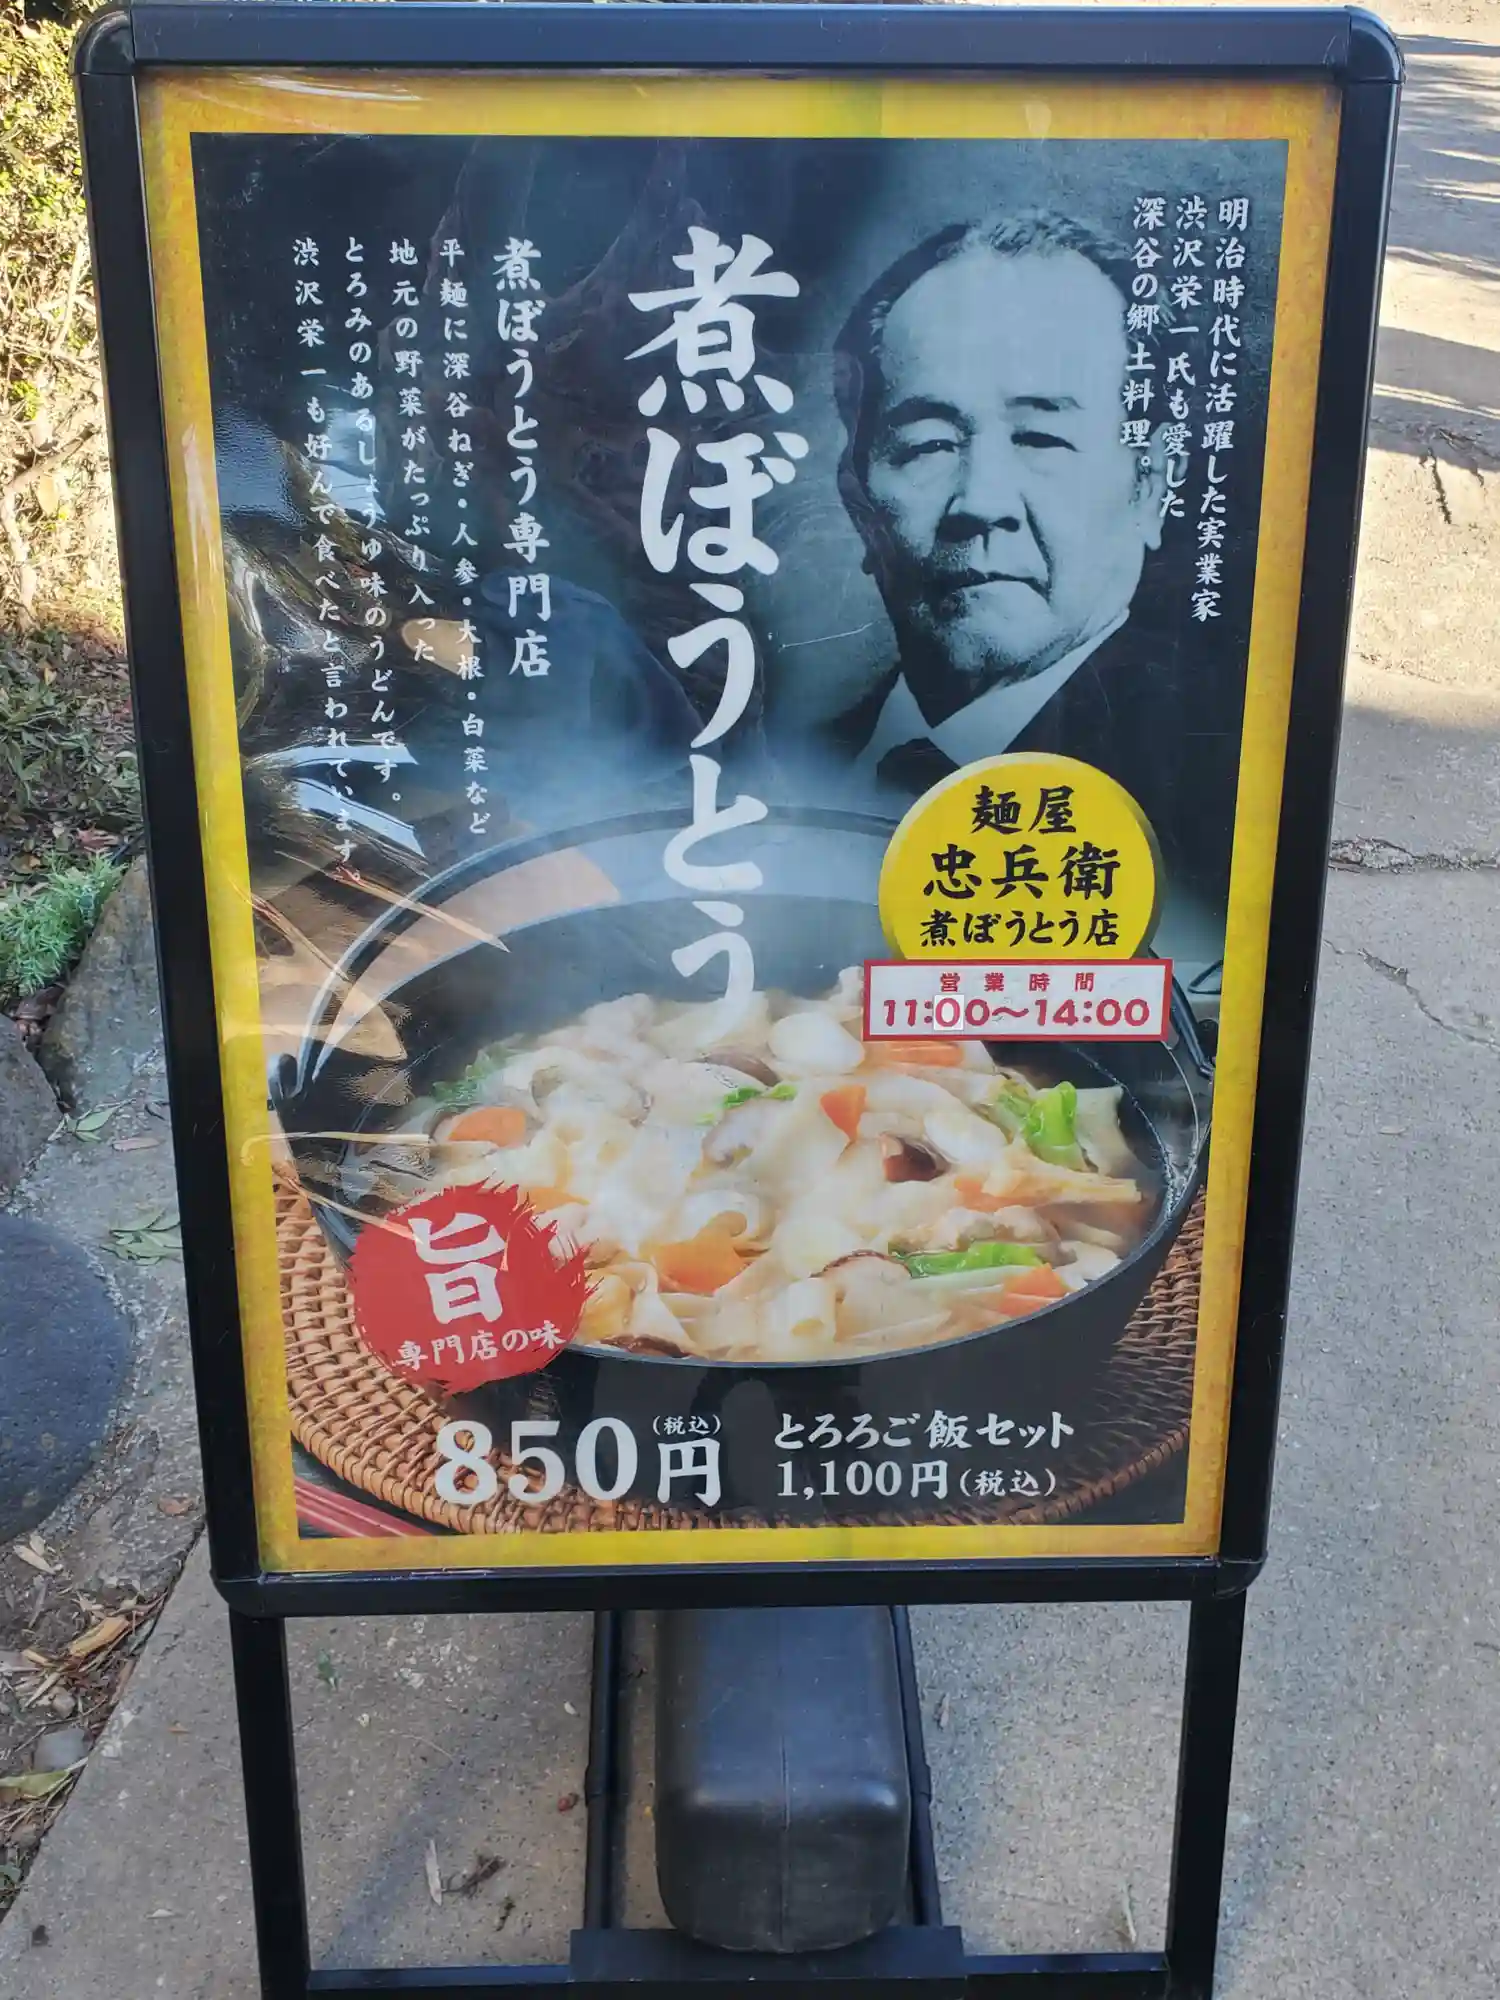 明治時代に活躍した実業家
渋沢栄一氏も愛した
深谷の郷土料理。
煮ぼうとう
煮ぼうとう専門店
平麺に深谷ねぎ・人参・大根・白菜など
地元の野菜がたっぷり入った
とろみのあるしょうゆ味のうどんです。
渋沢栄一も好んで食べたと言われています。
麺屋
忠兵衛
煮ぼうとう店
営業時間
11:00～14:00
旨
専門店の味
850円(税込)
とろろご飯セット
1,100円(税込)